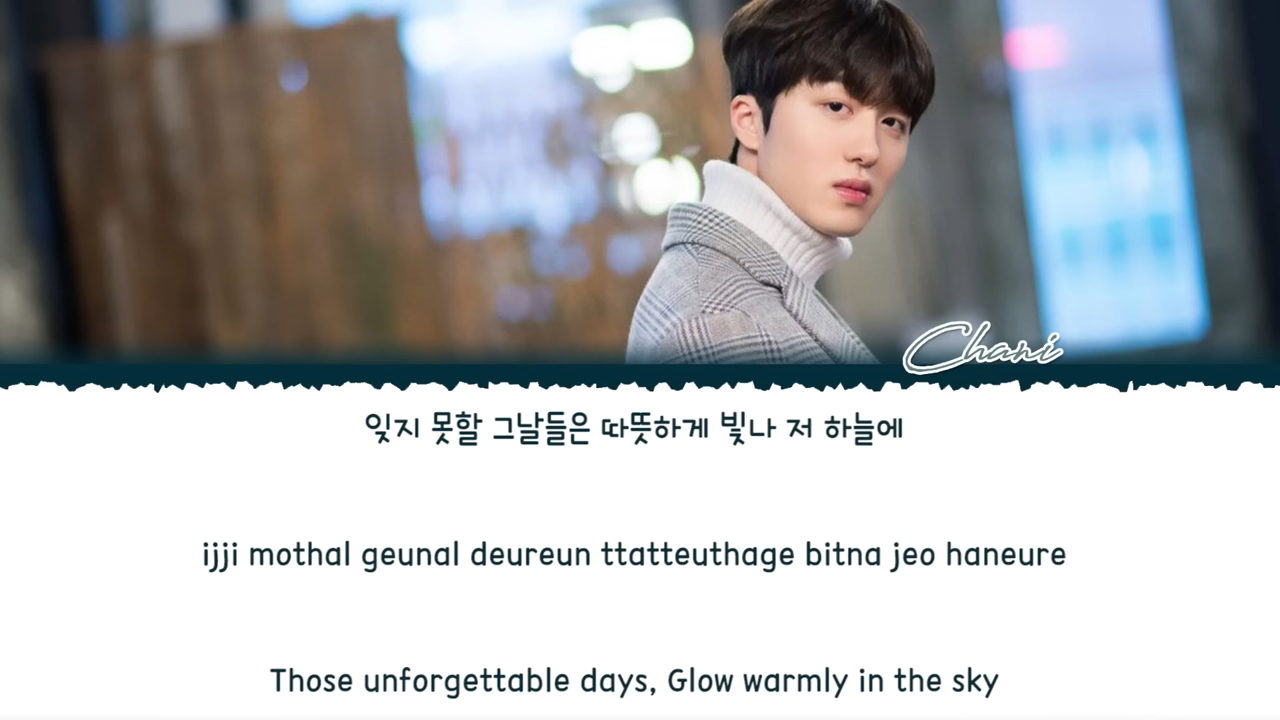 Chani
잊지 못할 그날들은 따뜻하게 빛나 저 하늘에
ijji mothal geunal deureun ttatteuthage bitna jeo haneure
Those unforgettable days, Glow warmly in the sky